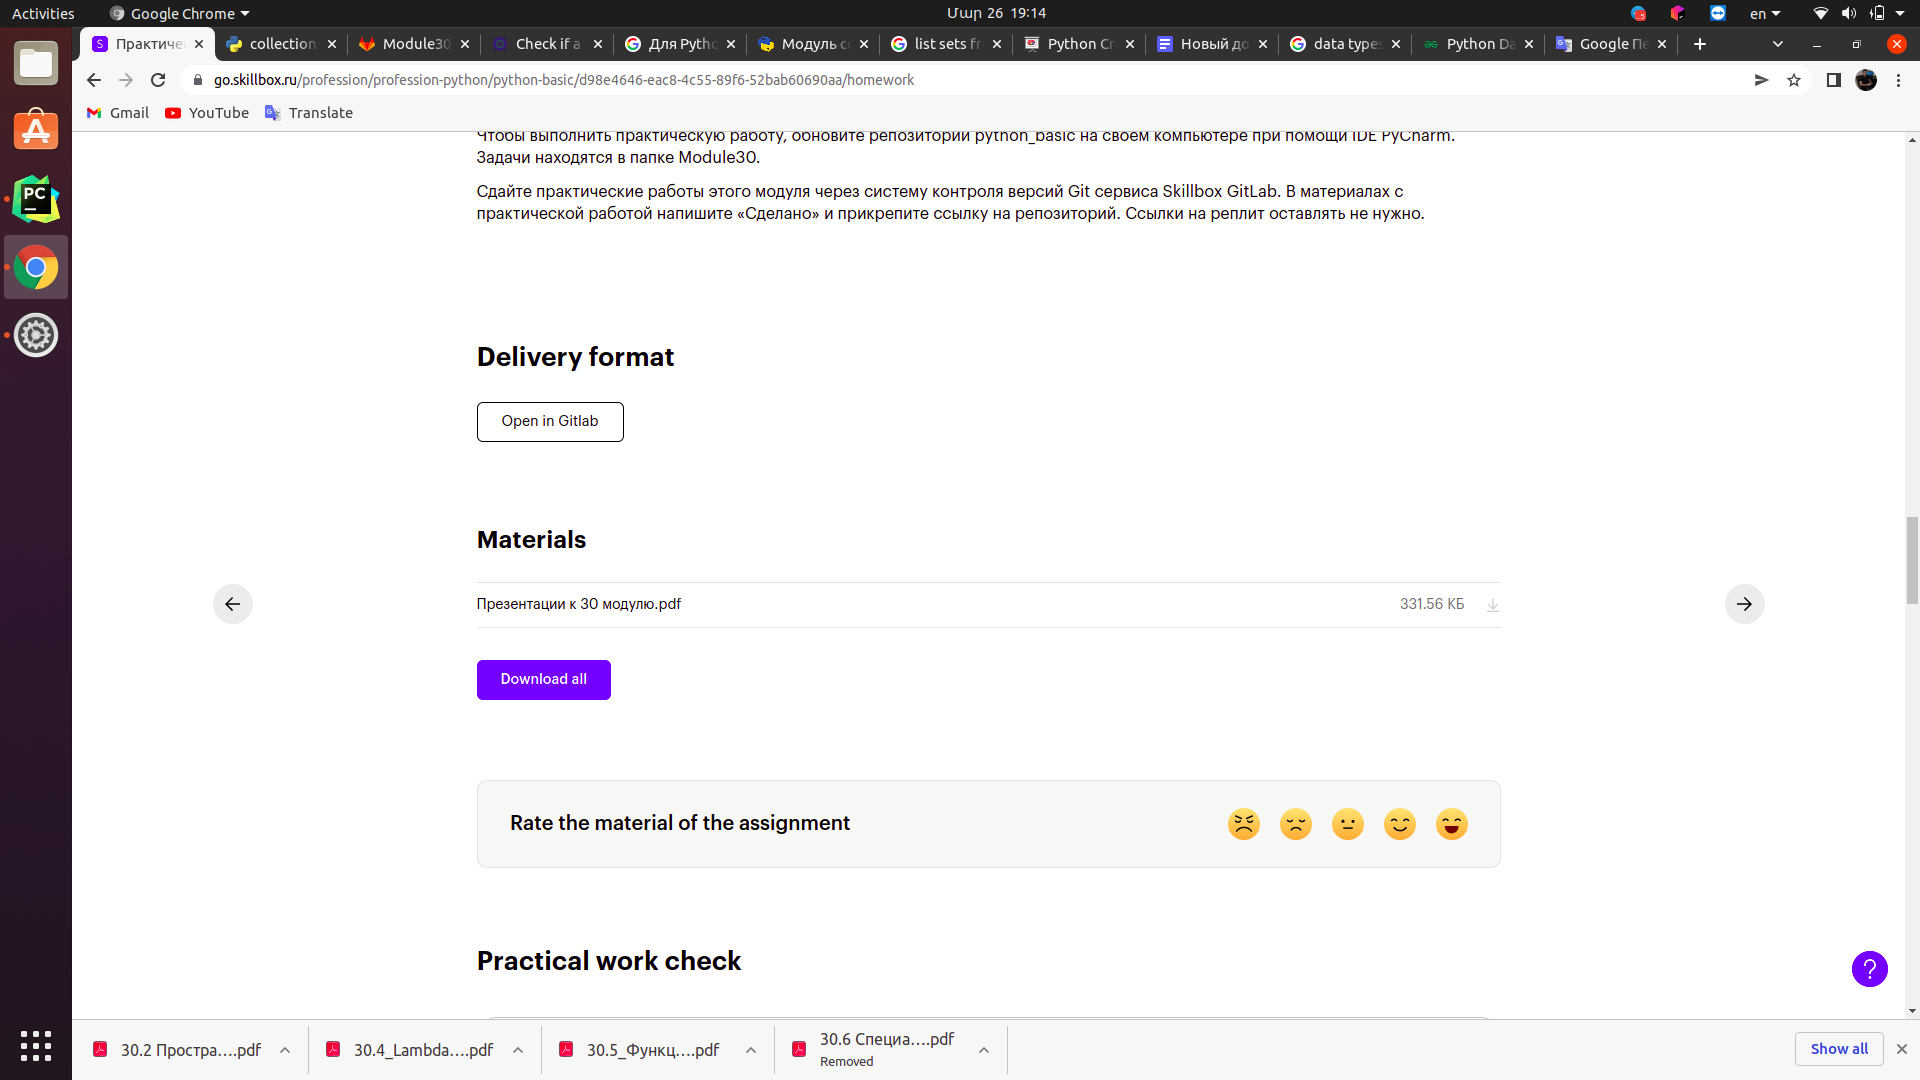 Activities
Google Chrome
Մար 26 19:14
en
Практиче
collection
Module30
Check if a
Для Pytho
Модуль co
list sets fr
Python Cr
Новый до
data types
Python Da
Google Пе
go.skillbox.ru/profession/profession-python/python-basic/d98e4646-eac8-4c55-89f6-52bab60690aa/homework
Gmail
YouTube
Translate
Чтобы выполнить практическую работу, обновите репозиторий python_basic на своем компьютере при помощи IDE PyCharm.
Задачи находятся в папке Module30.
Сдайте практические работы этого модуля через систему контроля версий Git сервиса Skillbox GitLab. В материалах с
практической работой напишите «Сделано» и прикрепите ссылку на репозиторий. Ссылки на реплит оставлять не нужно.
Delivery format
Open in Gitlab
Materials
Презентации к 30 модулю.pdf
331.56 КБ
Download all
Rate the material of the assignment
Practical work check
?
30.2 Простра....pdf
30.4_Lambda....pdf
30.5_Функц....pdf
30.6 Специа....pdf
Removed
Show all